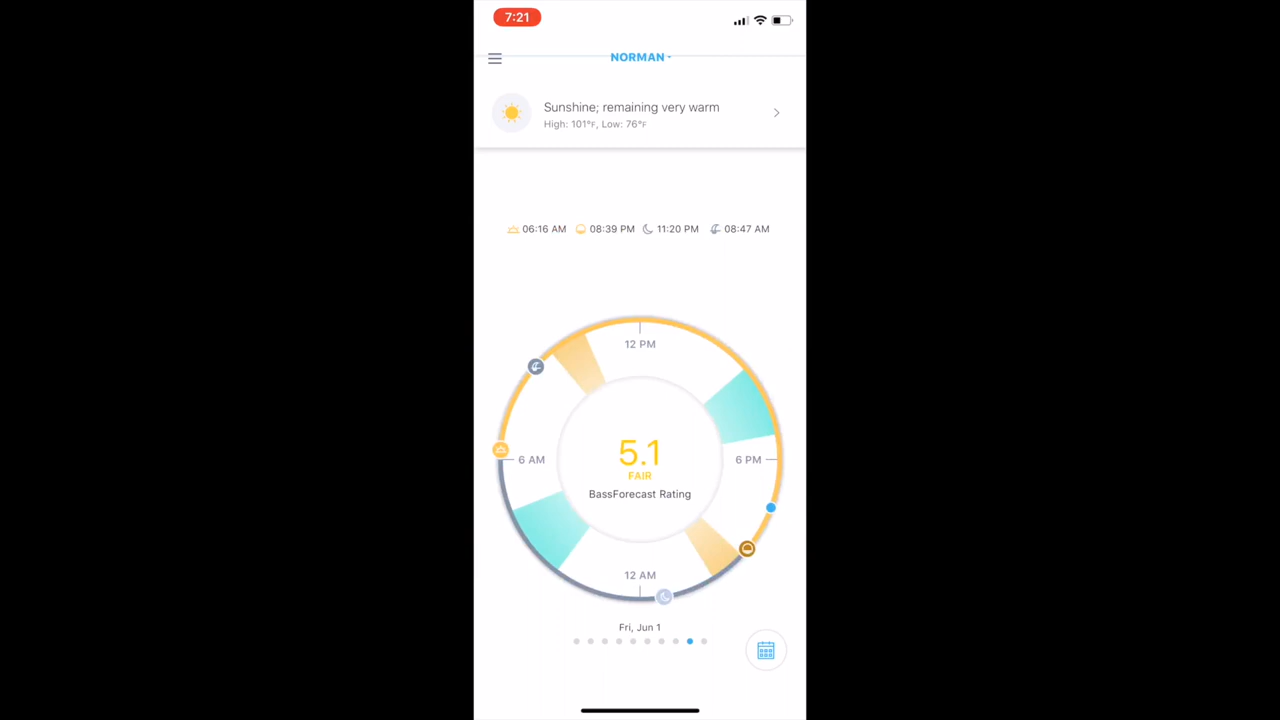 7:21
NORMAN
Sunshine; remaining very warm
High: 101°F, Low: 76°F
06:16 AM 08:39 PM 11:20 PM 08:47 AM
12 PM
5.1
FAIR
6 AM 6 PM
BassForecast Rating
12 AM
Fri, Jun 1